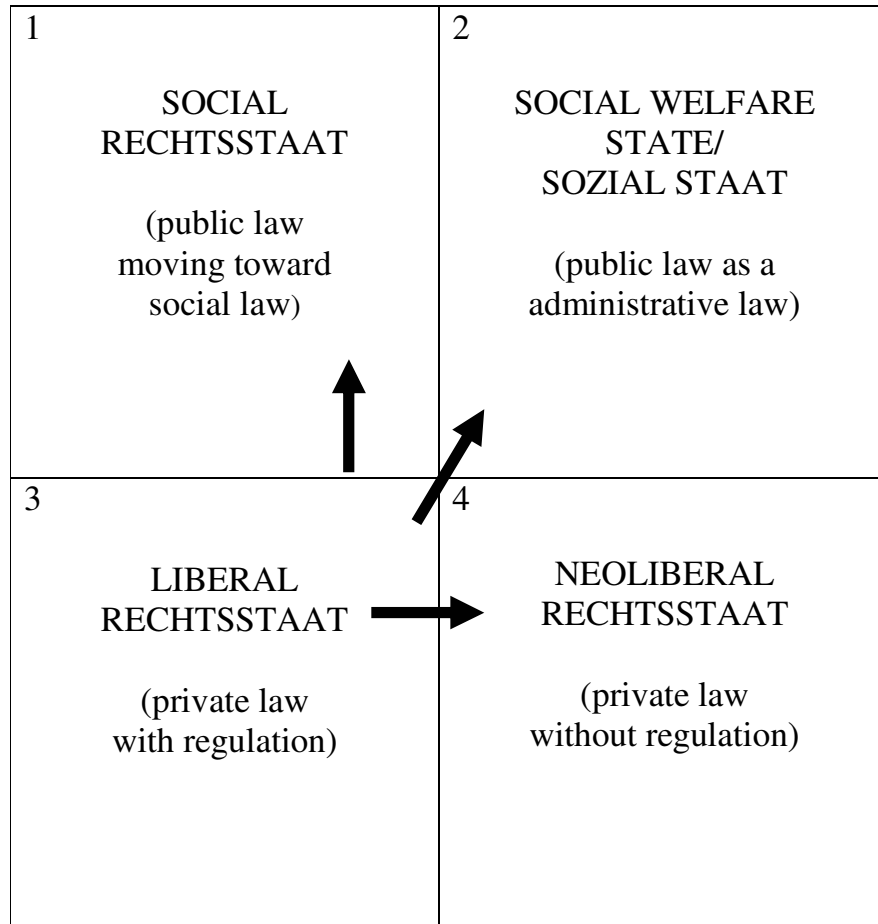 1
SOCIAL
RECHTSSTAAT
(public law
moving toward
social law)
2
SOCIAL WELFARE
STATE/
SOZIAL STAAT
(public law as a
administrative law)
3
LIBERAL
RECHTSSTAAT
(private law
with regulation)
4
NEOLIBERAL
RECHTSSTAAT
(private law
without regulation)